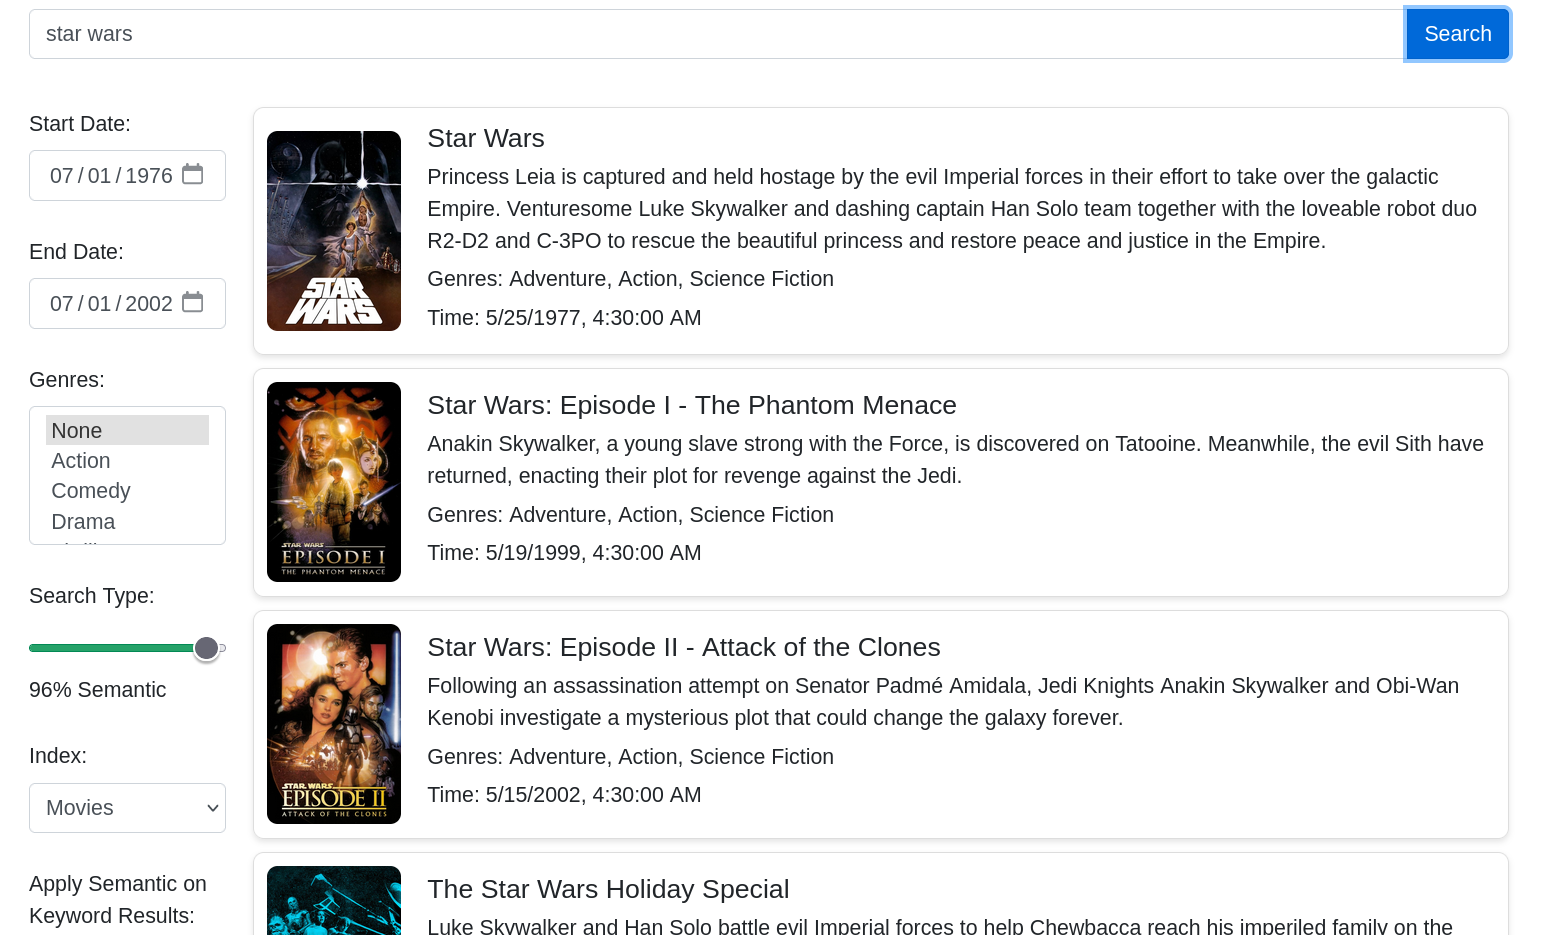 star wars
Search
Start Date:
07/01/1976
End Date:
07/01/2002
Genres:
None
Action
Comedy
Drama
Search Type:
96% Semantic
Index:
Movies
Apply Semantic on
Keyword Results:
STAR
WARS
Star Wars
Princess Leia is captured and held hostage by the evil Imperial forces in their effort to take over the galactic
Empire. Venturesome Luke Skywalker and dashing captain Han Solo team together with the loveable robot duo
R2-D2 and C-3PO to rescue the beautiful princess and restore peace and justice in the Empire.
Genres: Adventure, Action, Science Fiction
Time: 5/25/1977, 4:30:00 AM
STAR WARS
EPISODE I
THE PHANTOM MENACE
Star Wars: Episode I - The Phantom Menace
Anakin Skywalker, a young slave strong with the Force, is discovered on Tatooine. Meanwhile, the evil Sith have
returned, enacting their plot for revenge against the Jedi.
Genres: Adventure, Action, Science Fiction
Time: 5/19/1999, 4:30:00 AM
STAR WARS
EPISODE II
ATTACK OF THE CLONES
Star Wars: Episode II - Attack of the Clones
Following an assassination attempt on Senator Padmé Amidala, Jedi Knights Anakin Skywalker and Obi-Wan
Kenobi investigate a mysterious plot that could change the galaxy forever.
Genres: Adventure, Action, Science Fiction
Time: 5/15/2002, 4:30:00 AM
The Star Wars Holiday Special
Luke Skywalker and Han Solo battle evil Imperial forces to help Chewbacca reach his imperiled family on the